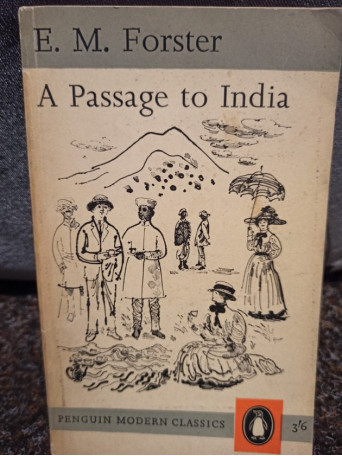 E. M. Forster
A Passage to India
PENGUIN MODERN CLASSICS
3'6